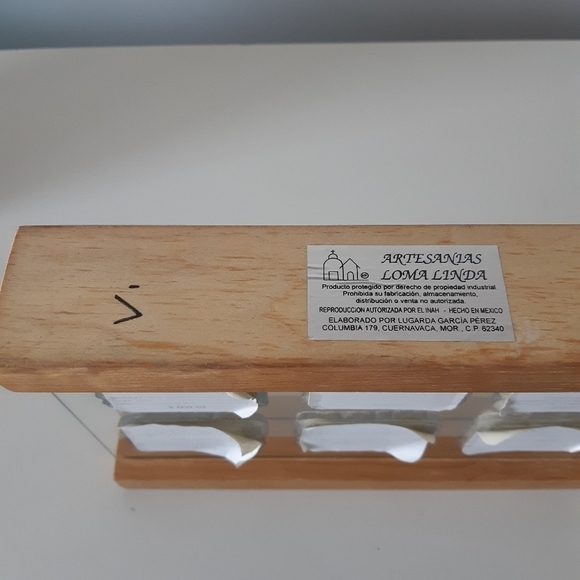 ARTESANIAS
LOMA LINDA
Producto protegido por derecho de propiedad industrial
Prohibida su fabricación, almacenamiento,
distribución o venta no autorizada.
REPRODUCCION AUTORIZADA POR EL INAH - HECHO EN MEXICO
ELABORADO POR LUGARDA GARCÍA PÉREZ
COLUMBIA 179, CUERNAVACA, MOR., C.P. 62340